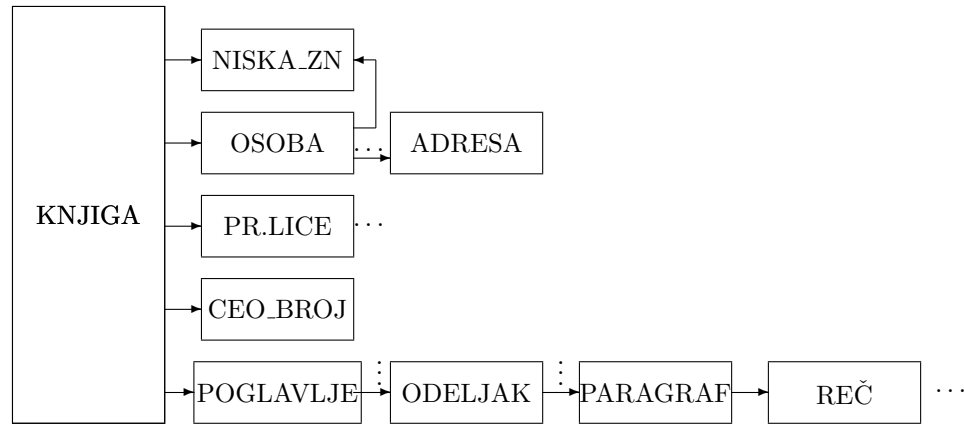 NISKA_ZN
OSOBA
...
ADRESA
KNJIGA
PR.LICE ...
CEO_BROJ
POGLAVLJE
ODELJAK
PARAGRAF
REČ
...